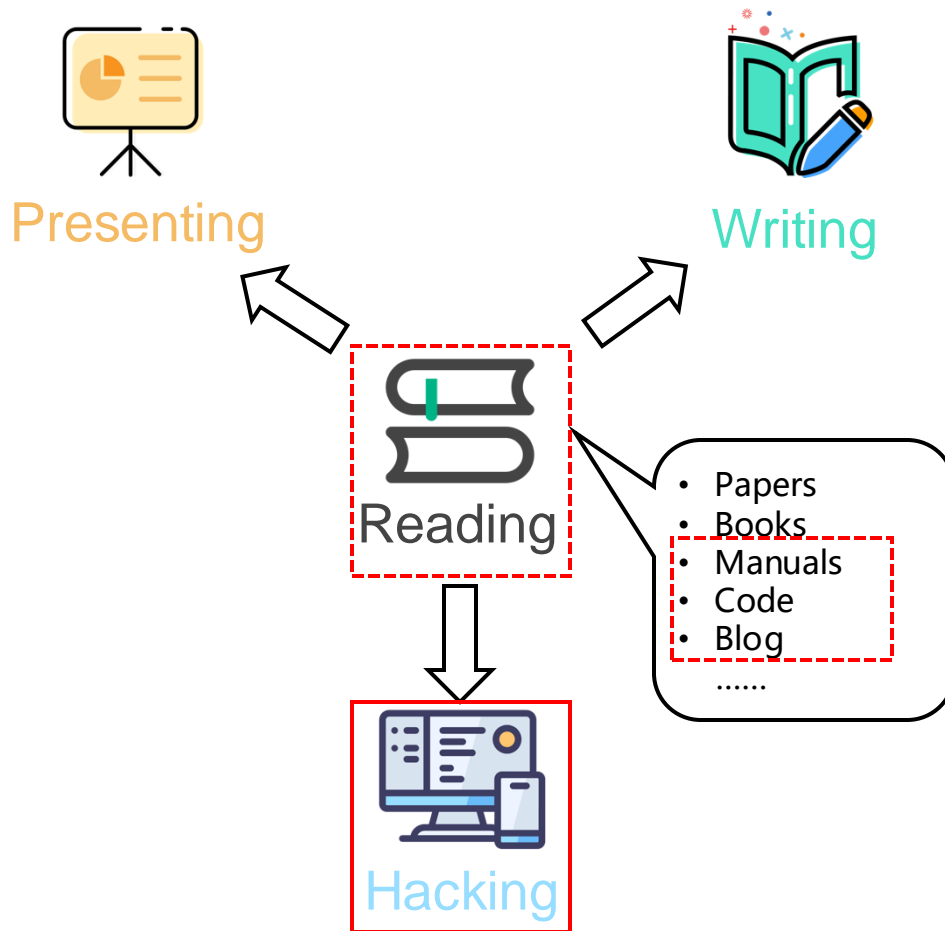 Presenting
Writing
Reading
• Papers
• Books
• Manuals
• Code
• Blog
......
Hacking